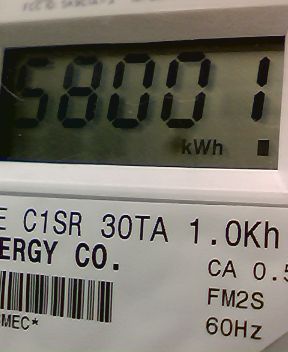 58001
kWh
E C1SR 30TA 1.0Kh
ERGY CO.
CA 0.5
FM2S
MEC*
60Hz